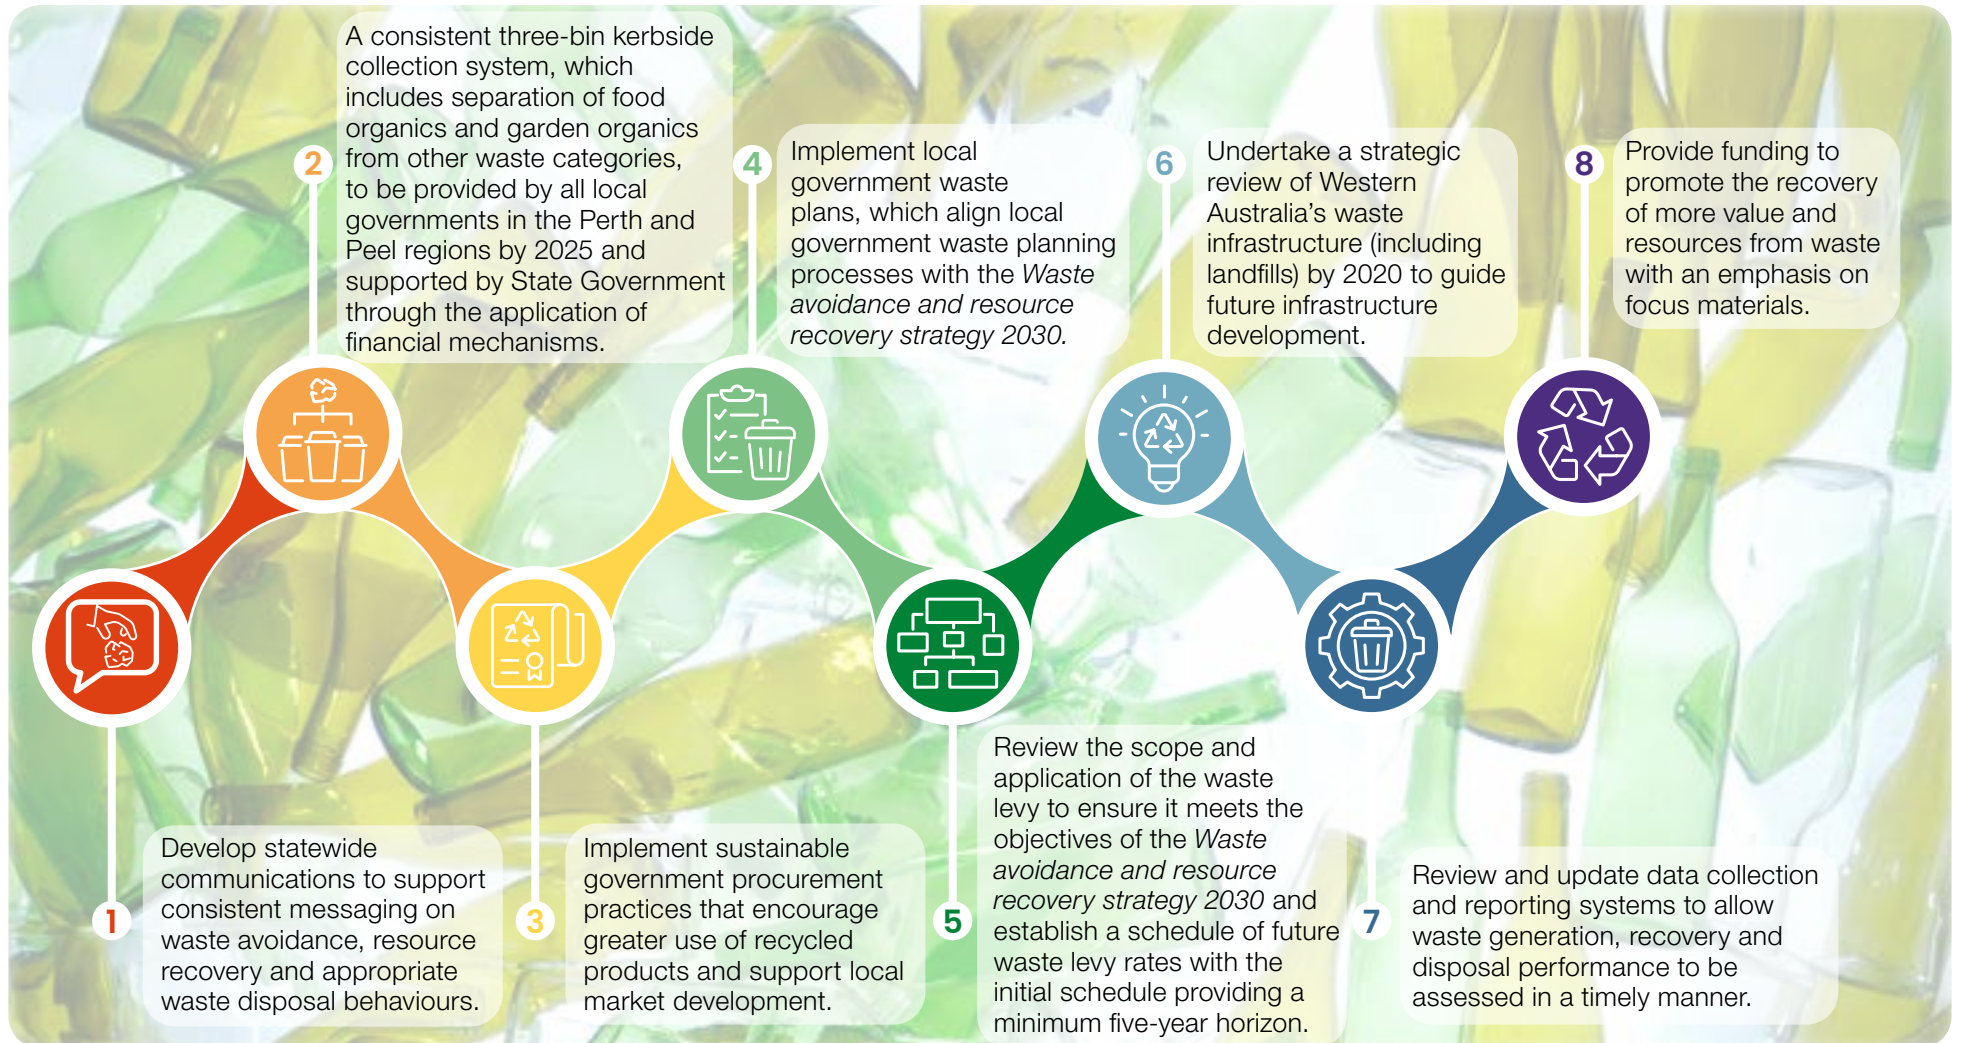 1
Develop statewide
communications to support
consistent messaging on
waste avoidance, resource
recovery and appropriate
waste disposal behaviours.
2
A consistent three-bin kerbside
collection system, which
includes separation of food
organics and garden organics
from other waste categories,
to be provided by all local
governments in the Perth and
Peel regions by 2025 and
supported by State Government
through the application of
financial mechanisms.
3
Implement sustainable
government procurement
practices that encourage
greater use of recycled
products and support local
market development.
4
Implement local
government waste
plans, which align local
government waste planning
processes with the Waste
avoidance and resource
recovery strategy 2030.
5
Review the scope and
application of the waste
levy to ensure it meets the
objectives of the Waste
avoidance and resource
recovery strategy 2030 and
establish a schedule of future
waste levy rates with the
initial schedule providing a
minimum five-year horizon.
6
Undertake a strategic
review of Western
Australia’s waste
infrastructure (including
landfills) by 2020 to guide
future infrastructure
development.
7
Review and update data collection
and reporting systems to allow
waste generation, recovery and
disposal performance to be
assessed in a timely manner.
8
Provide funding to
promote the recovery
of more value and
resources from waste
with an emphasis on
focus materials.